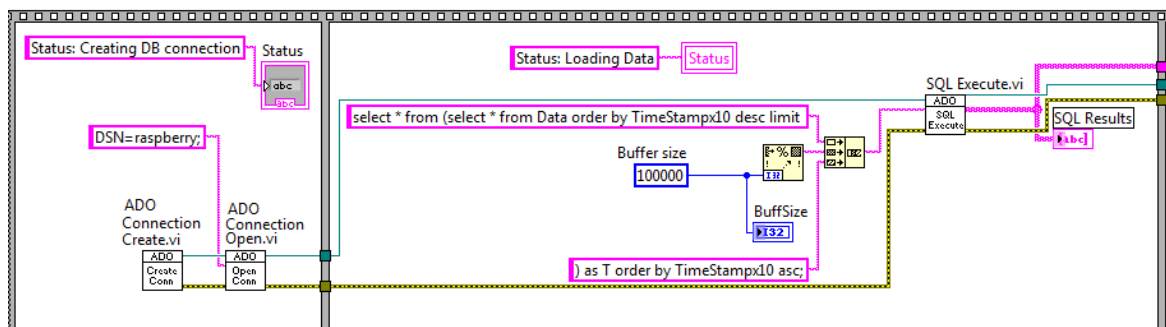 Status: Creating DB connection
Status
abc
abc
DSN=raspberry;
ADO
Connection
Create.vi
ADO
Create
Conn
ADO
Connection
Open.vi
ADO
Open
Conn
Status: Loading Data
Status
select * from (select * from Data order by TimeStampx10 desc limit
Buffer size
100000
%
I32
BuffSize
I32
) as T order by TimeStampx10 asc;
SQL Execute.vi
ADO
SQL
Execute
SQL Results
abc